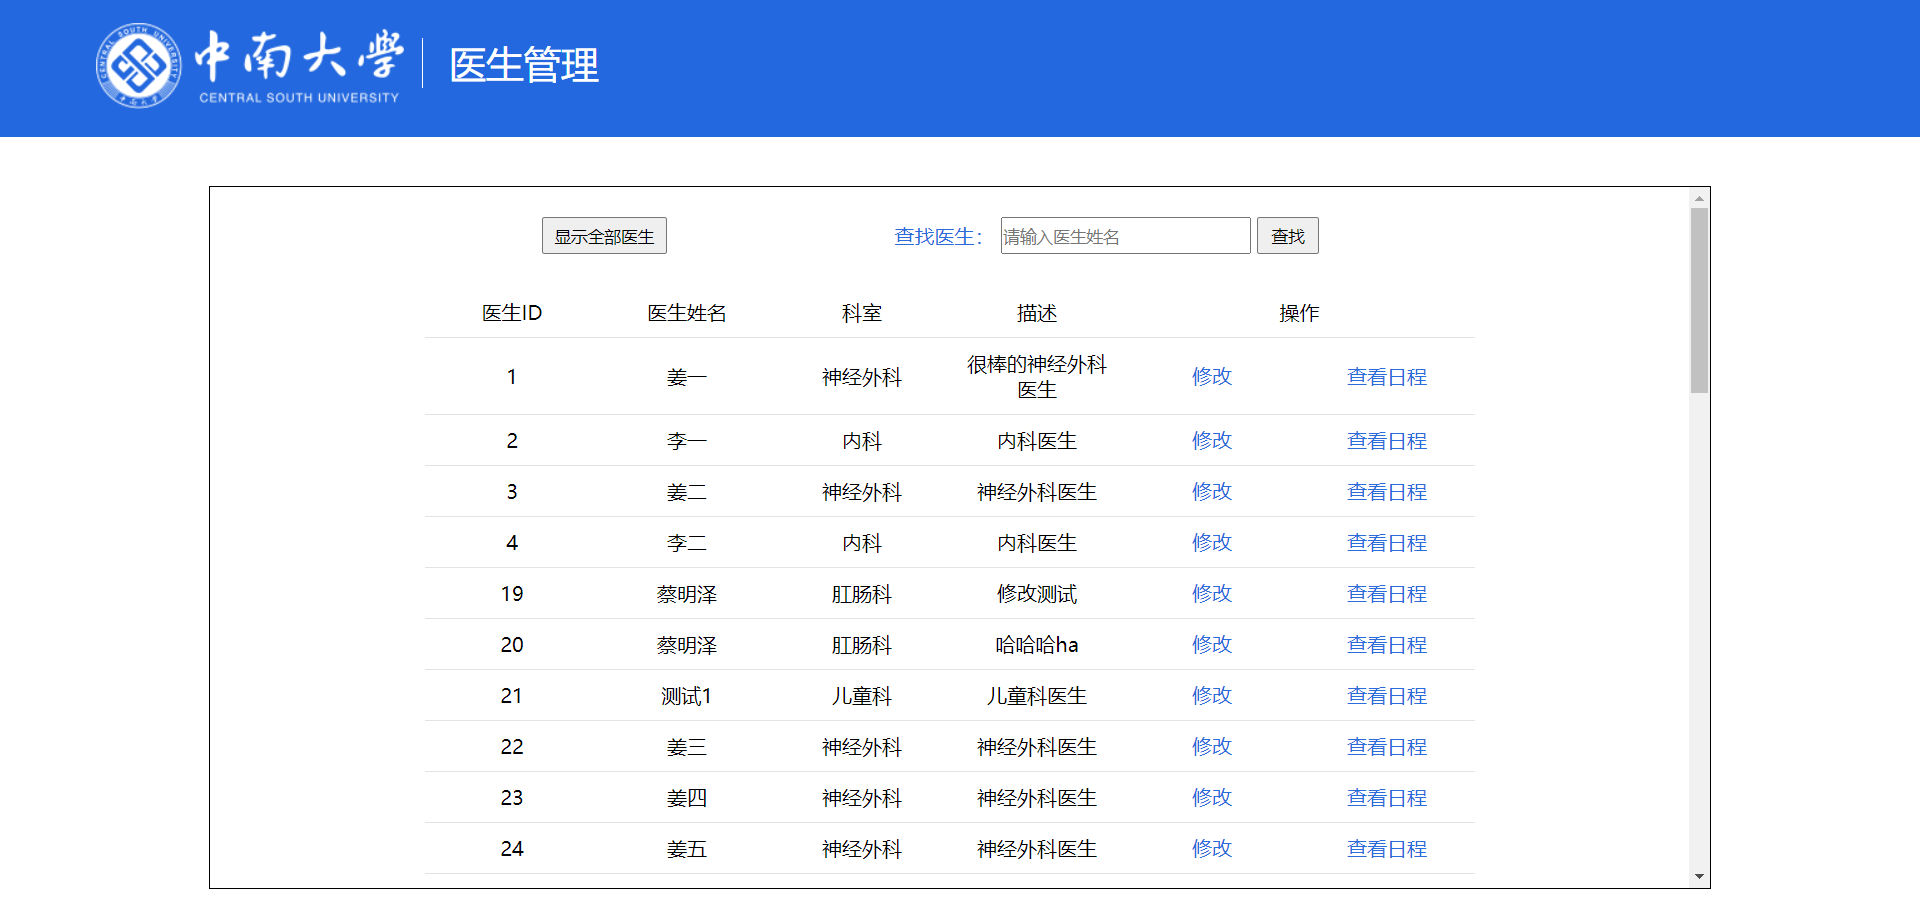 中南大学
CENTRAL SOUTH UNIVERSITY
医生管理
显示全部医生 查找医生： 请输入医生姓名 查找
医生ID 医生姓名 科室 描述 操作
1 姜一 神经外科 很棒的神经外科医生 修改 查看日程
2 李一 内科 内科医生 修改 查看日程
3 姜二 神经外科 神经外科医生 修改 查看日程
4 李二 内科 内科医生 修改 查看日程
19 蔡明泽 肛肠科 修改测试 修改 查看日程
20 蔡明泽 肛肠科 哈哈哈ha 修改 查看日程
21 测试1 儿童科 儿童科医生 修改 查看日程
22 姜三 神经外科 神经外科医生 修改 查看日程
23 姜四 神经外科 神经外科医生 修改 查看日程
24 姜五 神经外科 神经外科医生 修改 查看日程